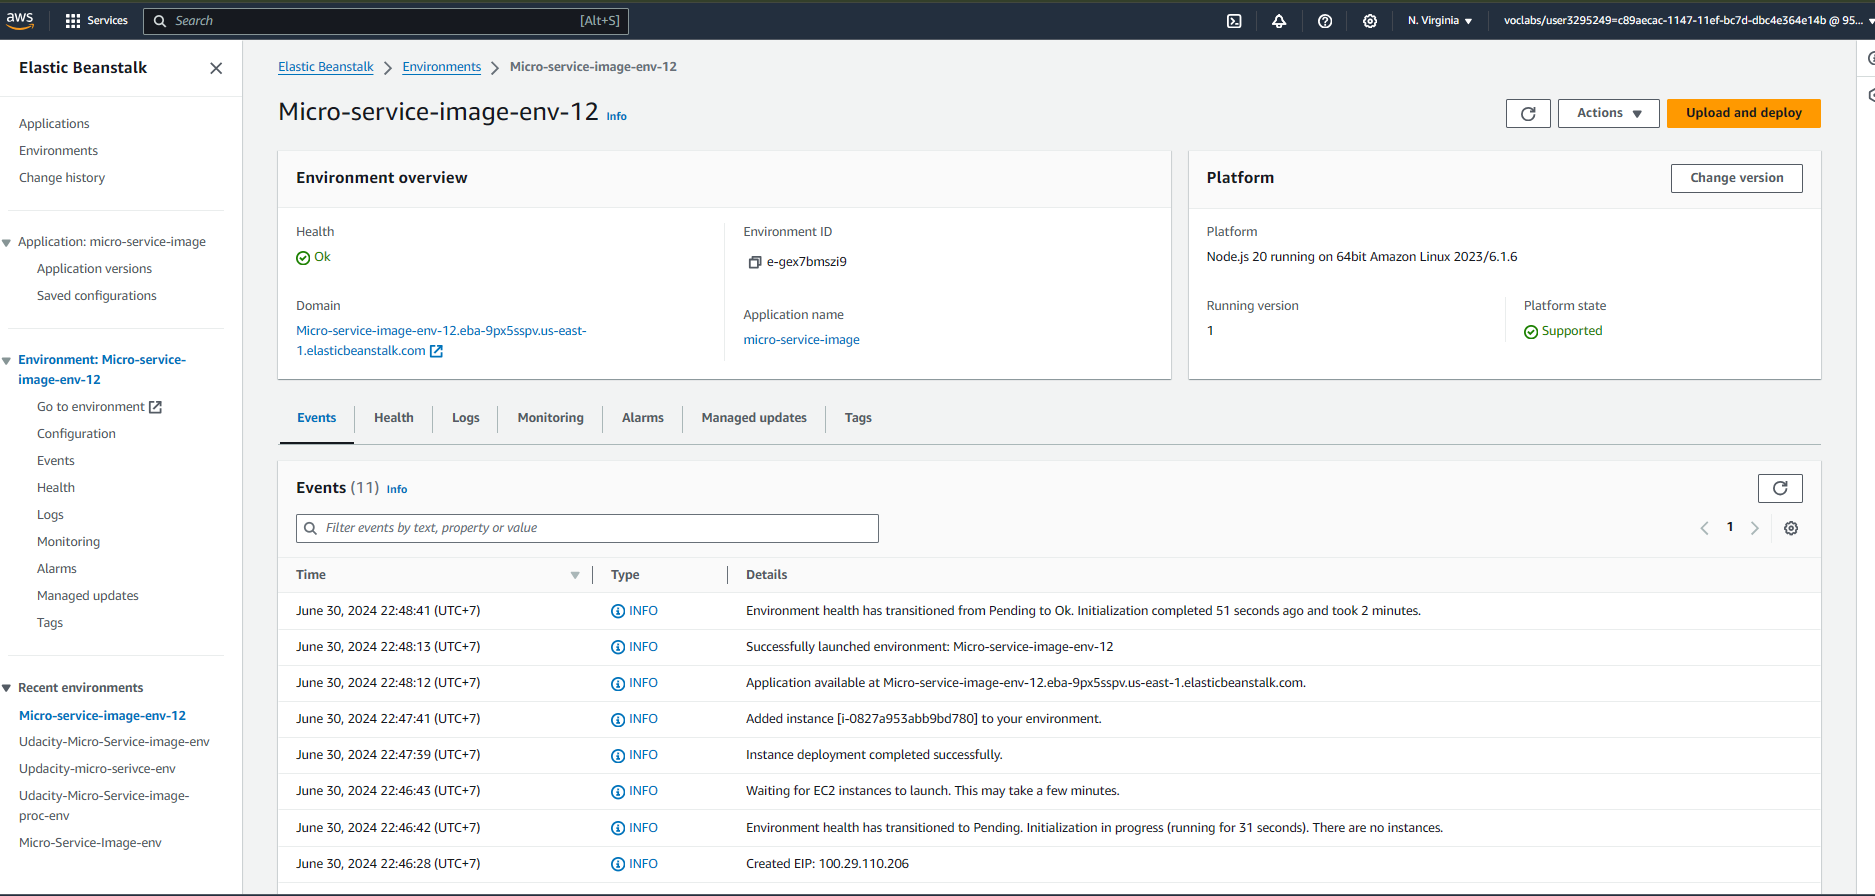 aws
Services
Search
[Alt+S]
N. Virginia
voclabs/user3295249=c89aecac-1147-11ef-bc7d-dbc4e364e14b @ 95...
Elastic Beanstalk
Applications
Environments
Change history
Application: micro-service-image
Application versions
Saved configurations
Environment: Micro-service-
image-env-12
Go to environment
Configuration
Events
Health
Logs
Monitoring
Alarms
Managed updates
Tags
Recent environments
Micro-service-image-env-12
Udacity-Micro-Service-image-env
Updacity-micro-serivce-env
Udacity-Micro-Service-image-
proc-env
Micro-Service-Image-env
Elastic Beanstalk
Environments
Micro-service-image-env-12
Micro-service-image-env-12 Info
Actions
Upload and deploy
Environment overview
Health
Ok
Domain
Micro-service-image-env-12.eba-9px5sspv.us-east-
1.elasticbeanstalk.com
Environment ID
e-gex7bmszi9
Application name
micro-service-image
Platform
Change version
Platform
Node.js 20 running on 64bit Amazon Linux 2023/6.1.6
Running version
1
Platform state
Supported
Events
Health
Logs
Monitoring
Alarms
Managed updates
Tags
Events (11) Info
Filter events by text, property or value
1
Time Type Details
June 30, 2024 22:48:41 (UTC+7) INFO Environment health has transitioned from Pending to Ok. Initialization completed 51 seconds ago and took 2 minutes.
June 30, 2024 22:48:13 (UTC+7) INFO Successfully launched environment: Micro-service-image-env-12
June 30, 2024 22:48:12 (UTC+7) INFO Application available at Micro-service-image-env-12.eba-9px5sspv.us-east-1.elasticbeanstalk.com.
June 30, 2024 22:47:41 (UTC+7) INFO Added instance [i-0827a953abb9bd780] to your environment.
June 30, 2024 22:47:39 (UTC+7) INFO Instance deployment completed successfully.
June 30, 2024 22:46:43 (UTC+7) INFO Waiting for EC2 instances to launch. This may take a few minutes.
June 30, 2024 22:46:42 (UTC+7) INFO Environment health has transitioned to Pending. Initialization in progress (running for 31 seconds). There are no instances.
June 30, 2024 22:46:28 (UTC+7) INFO Created EIP: 100.29.110.206